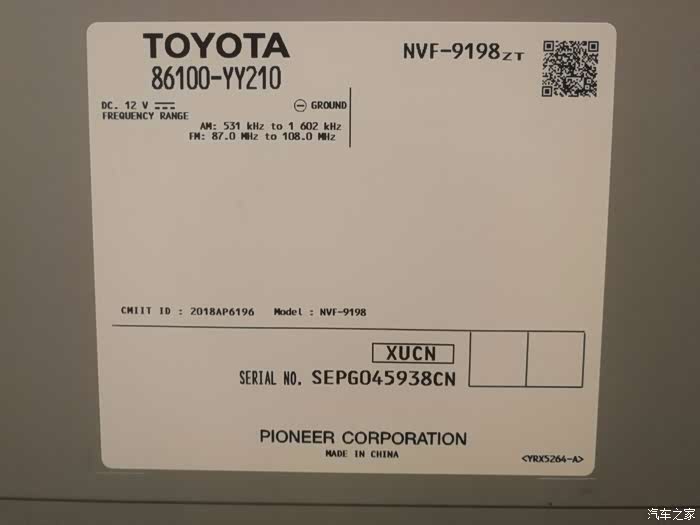 TOYOTA
86100-YY210
NVF-9198ZT
DC. 12 V
GROUND
FREQUENCY RANGE
AM: 531 kHz to 1 602 kHz
FM: 87.0 MHz to 108.0 MHz
CMIIT ID : 2018AP6196 Model : NVF-9198
XUCN
SERIAL NO. SEPG045938CN
PIONEER CORPORATION
MADE IN CHINA
<YRX5264-A>
汽车之家